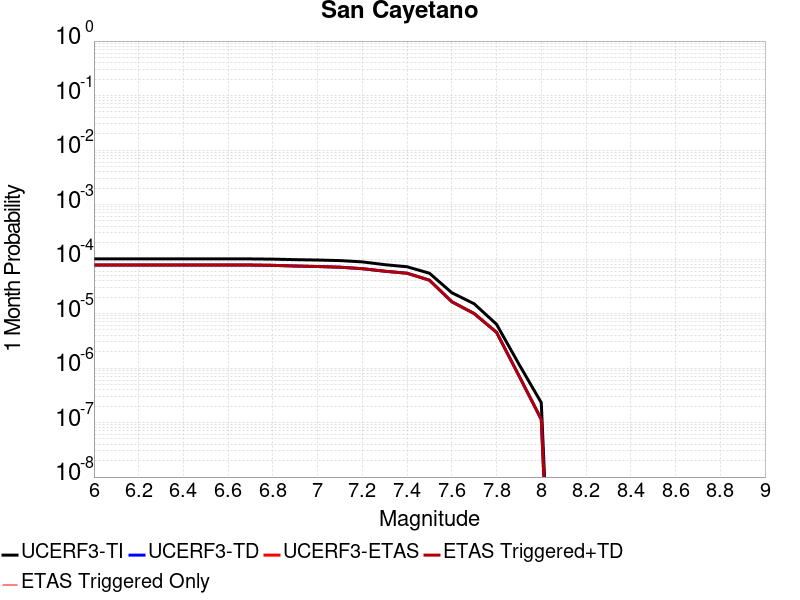 San Cayetano
10^0
10^-1
10^-2
10^-3
10^-4
10^-5
10^-6
10^-7
10^-8
1 Month Probability
6 6.2 6.4 6.6 6.8 7 7.2 7.4 7.6 7.8 8 8.2 8.4 8.6 8.8 9
Magnitude
UCERF3-TI UCERF3-TD UCERF3-ETAS ETAS Triggered+TD
ETAS Triggered Only